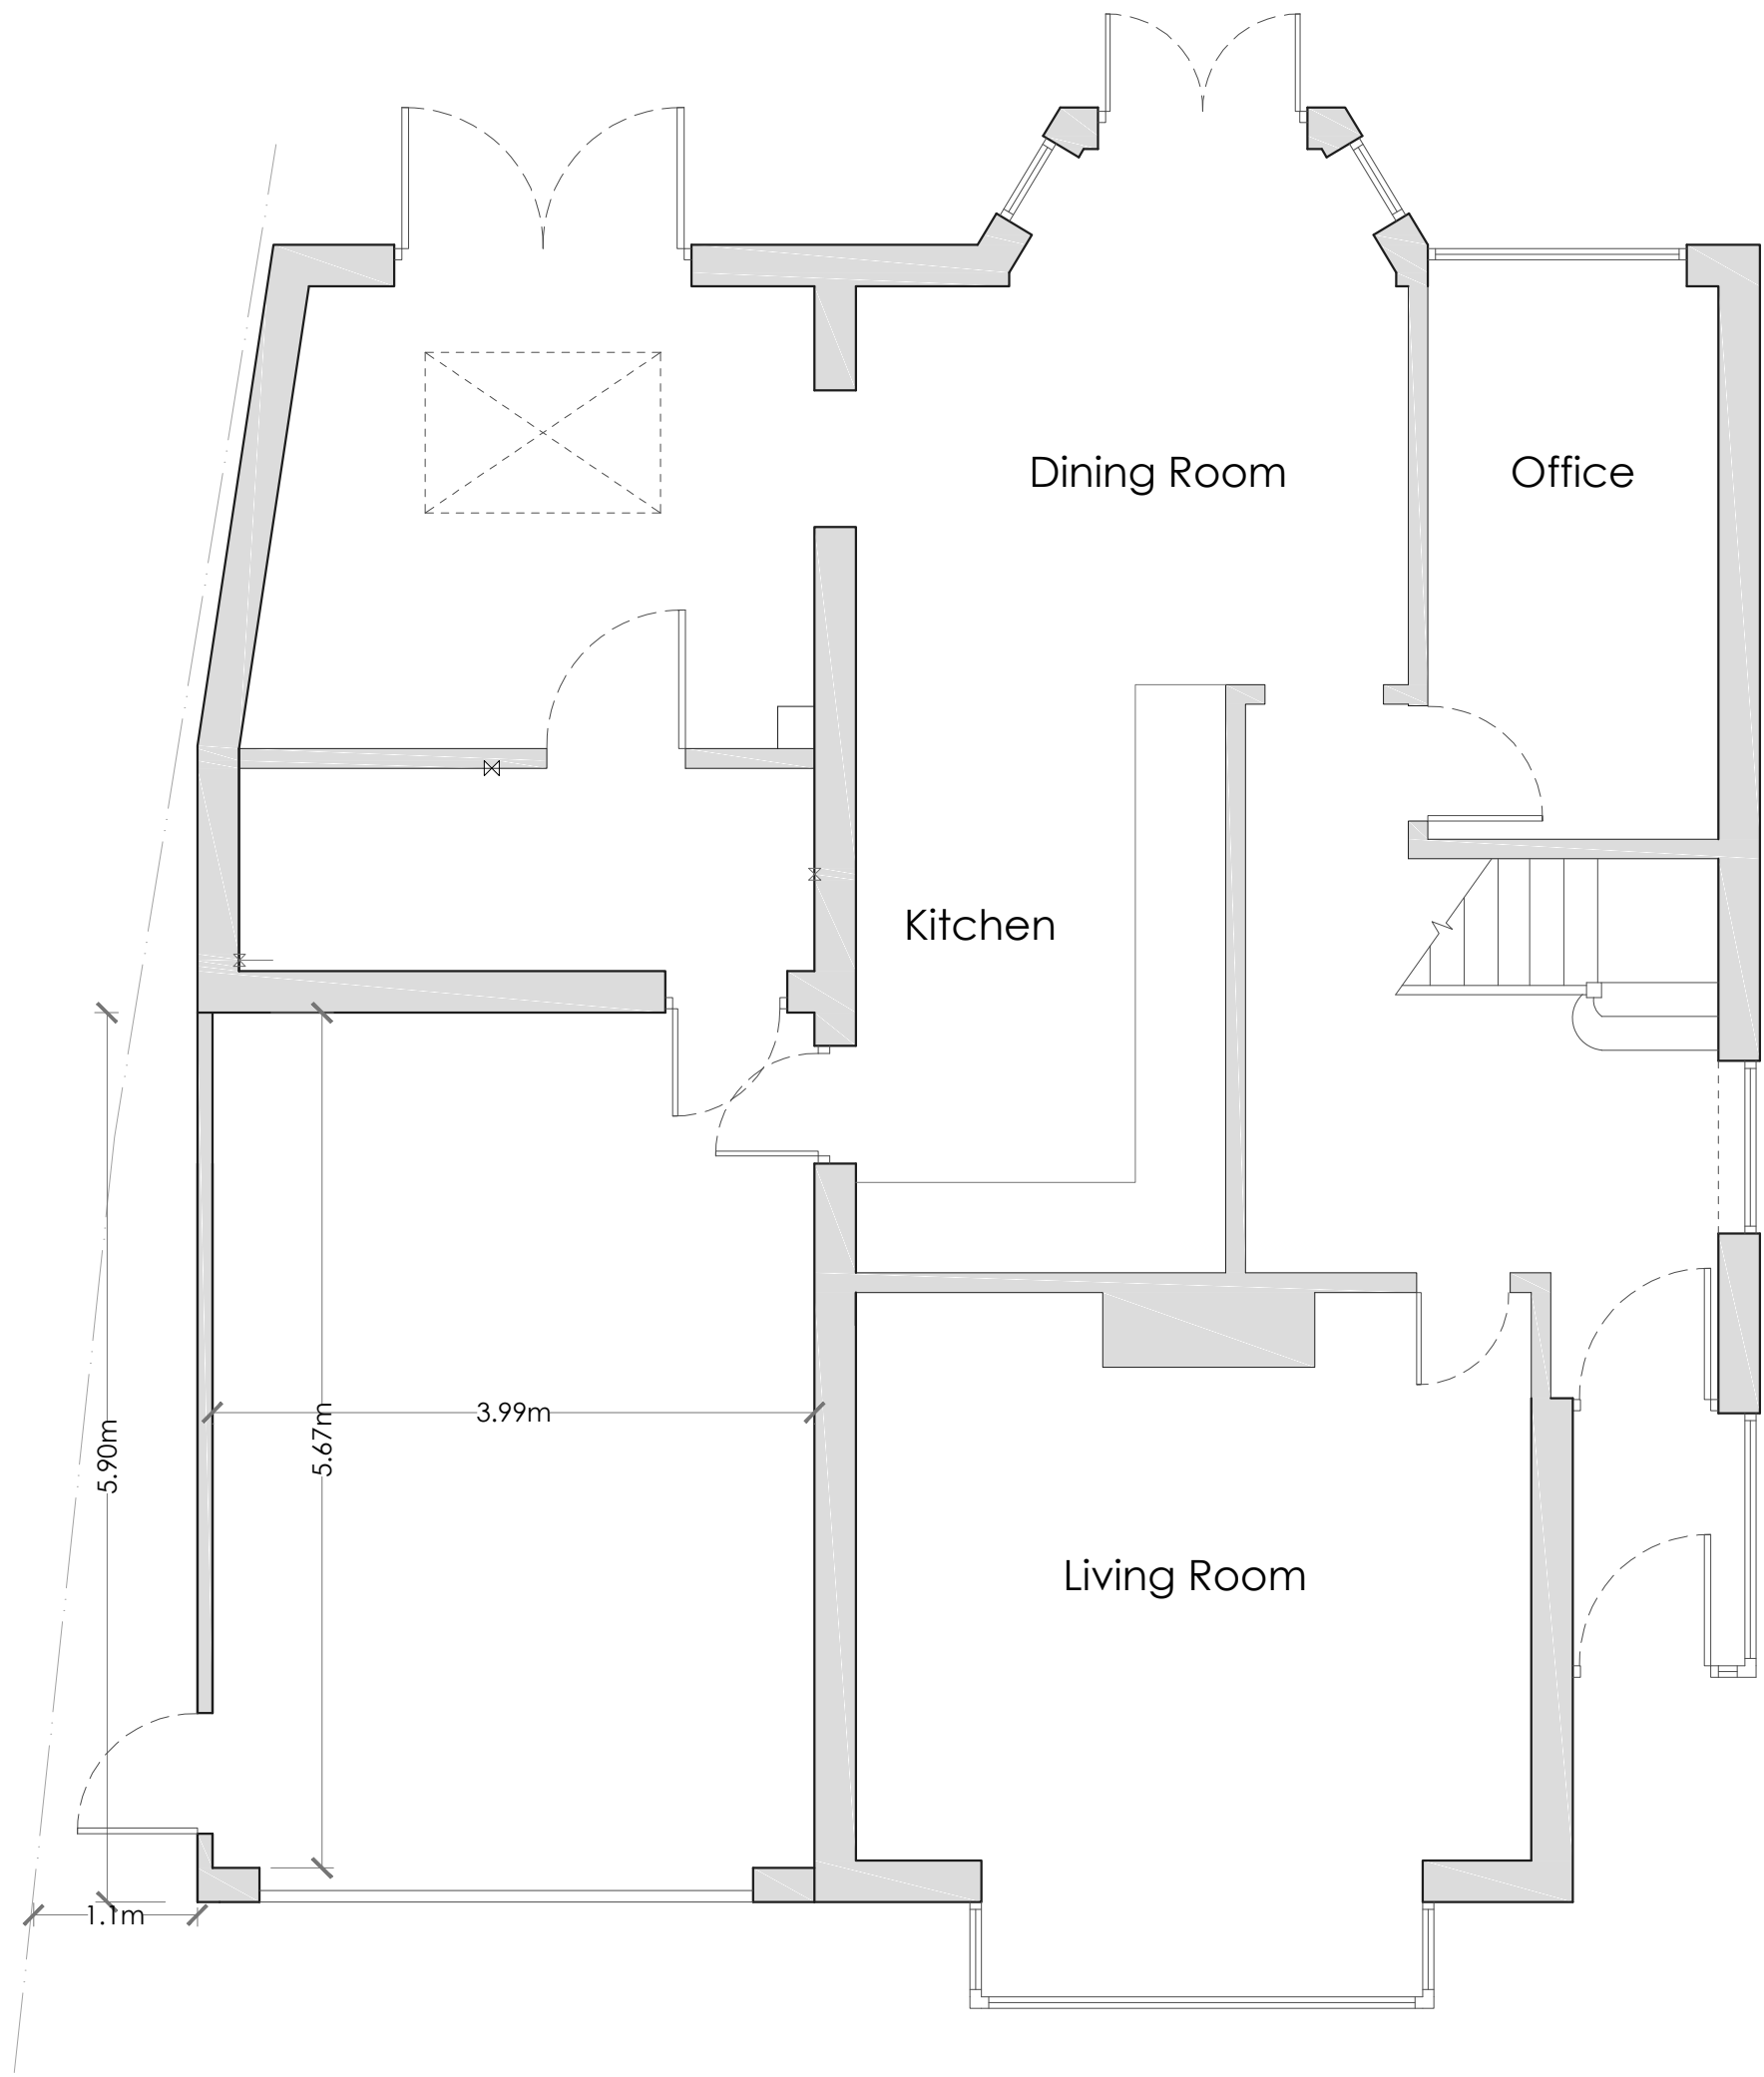 Dining Room
Office
Kitchen
3.99m
5.67m
5.90m
Living Room
1.1m